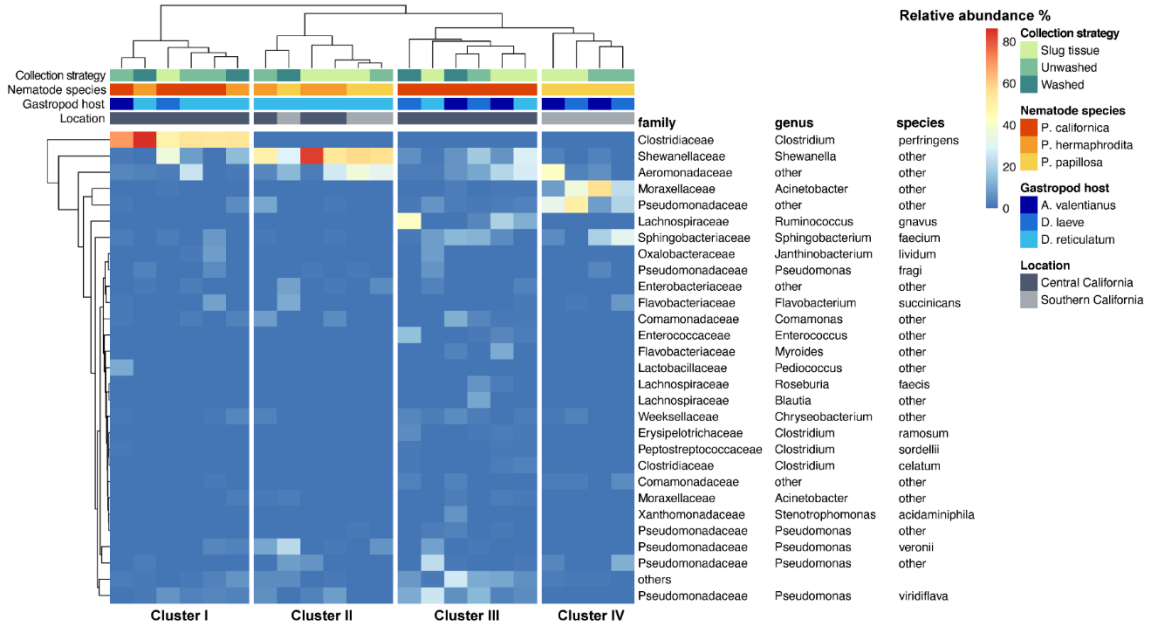 Relative abundance %
80
60
40
20
0
Collection strategy
Slug tissue
Unwashed
Washed
Nematode species
P. californica
P. hermaphrodita
P. papillosa
Gastropod host
A. valentianus
D. laeve
D. reticulatum
Location
Central California
Southern California
Collection strategy
Nematode species
Gastropod host
Location
family genus species
Clostridiaceae Clostridium perfringens
Shewanellaceae Shewanella other
Aeromonadaceae other other
Moraxellaceae Acinetobacter other
Pseudomonadaceae other other
Lachnospiraceae Ruminococcus gnavus
Sphingobacteriaceae Sphingobacterium faecium
Oxalobacteraceae Janthinobacterium lividum
Pseudomonadaceae Pseudomonas fragi
Enterobacteriaceae other other
Flavobacteriaceae Flavobacterium succinicans
Comamonadaceae Comamonas other
Enterococcaceae Enterococcus other
Flavobacteriaceae Myroides other
Lactobacillaceae Pediococcus other
Lachnospiraceae Roseburia faecis
Lachnospiraceae Blautia other
Weeksellaceae Chryseobacterium other
Erysipelotrichaceae Clostridium ramosum
Peptostreptococcaceae Clostridium sordellii
Clostridiaceae Clostridium celatum
Comamonadaceae other other
Moraxellaceae Acinetobacter other
Xanthomonadaceae Stenotrophomonas acidaminiphila
Pseudomonadaceae Pseudomonas other
Pseudomonadaceae Pseudomonas veronii
Pseudomonadaceae Pseudomonas other
others
Pseudomonadaceae Pseudomonas viridiflava
Cluster I Cluster II Cluster III Cluster IV